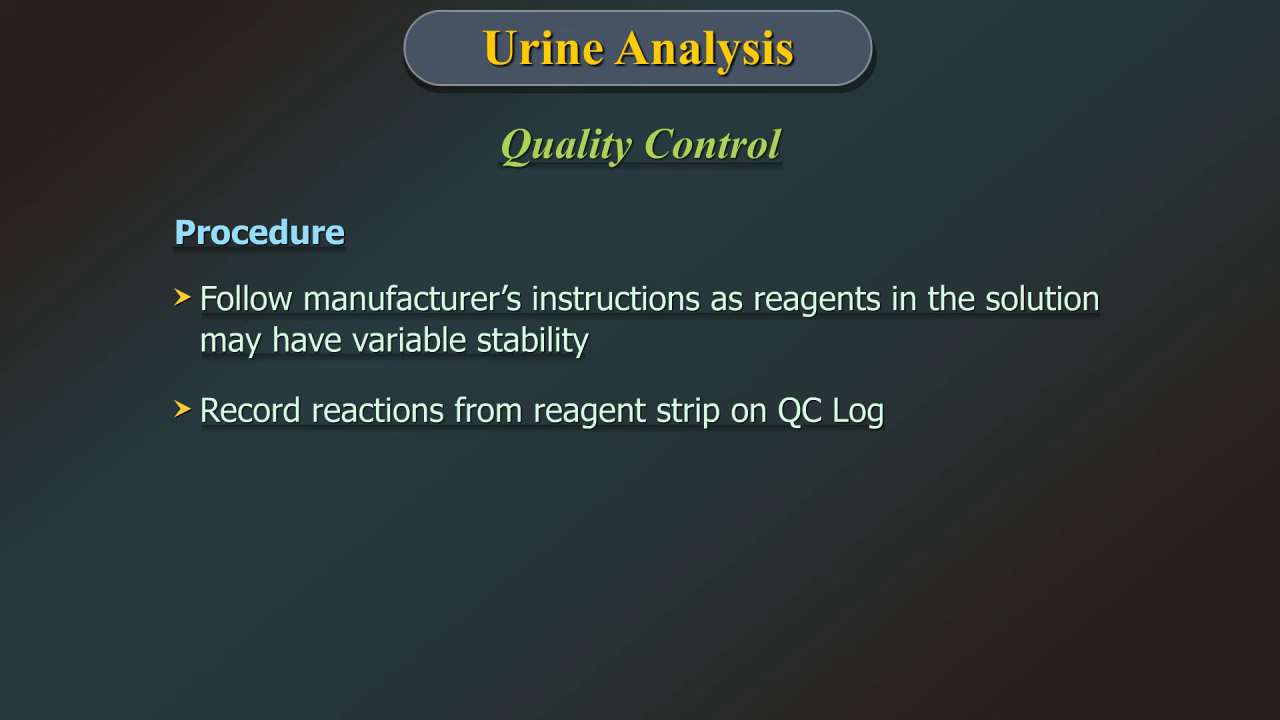 Urine Analysis
Quality Control
Procedure
Follow manufacturer’s instructions as reagents in the solution
may have variable stability
Record reactions from reagent strip on QC Log